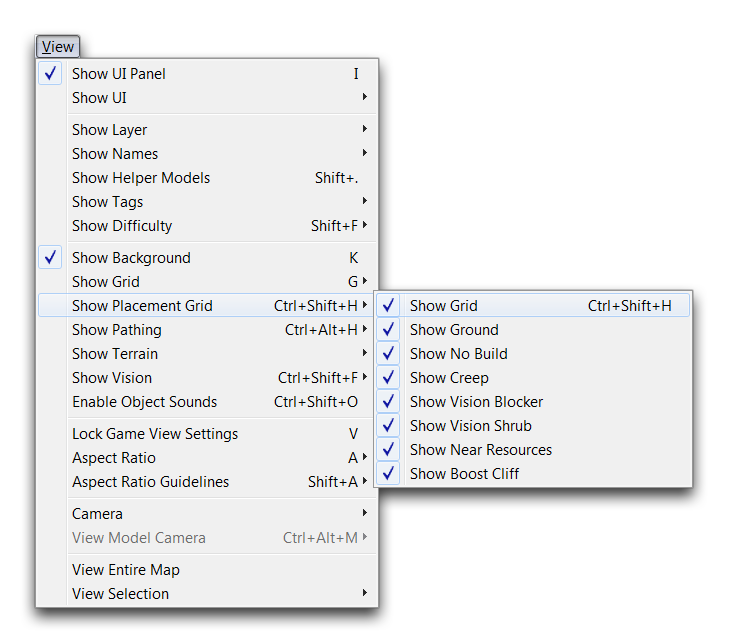 View
Show UI Panel I
Show UI
Show Layer
Show Names
Show Helper Models Shift+.
Show Tags
Show Difficulty Shift+F
Show Background K
Show Grid G
Show Placement Grid Ctrl+Shift+H
Show Pathing Ctrl+Alt+H
Show Terrain
Show Vision Ctrl+Shift+F
Enable Object Sounds Ctrl+Shift+O
Lock Game View Settings V
Aspect Ratio A
Aspect Ratio Guidelines Shift+A
Camera
View Model Camera Ctrl+Alt+M
View Entire Map
View Selection
Show Grid Ctrl+Shift+H
Show Ground
Show No Build
Show Creep
Show Vision Blocker
Show Vision Shrub
Show Near Resources
Show Boost Cliff